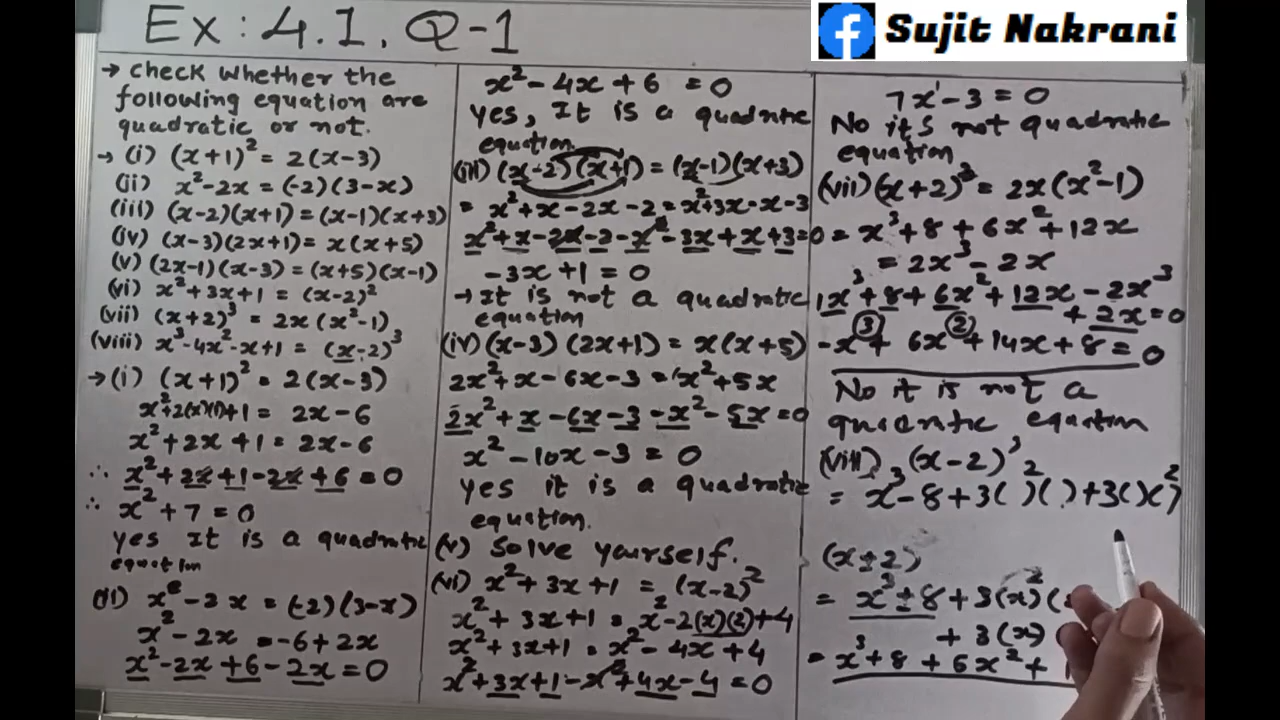 Ex : 4.1, Q-1
Sujit Nakrani
→ Check whether the
following equation are
quadratic or not.
→ (i) (x+1)² = 2(x-3)
(ii) x²-2x = (-2)(3-x)
(iii) (x-2)(x+1) = (x-1)(x+3)
(iv) (x-3)(2x+1) = x(x+5)
(v) (2x-1)(x-3) = (x+5)(x-1)
(vi) x²+3x+1 = (x-2)²
(vii) (x+2)³ = 2x(x²-1)
(viii) x³-4x²-x+1 = (x-2)³
→ (i) (x+1)² = 2(x-3)
x²+2(x)(1)+1 = 2x-6
x²+2x+1 = 2x-6
∴ x²+2x+1-2x+6 = 0
∴ x²+7 = 0
yes It is a quadratic
equation
(ii) x²-2x = (-2)(3-x)
x²-2x = -6+2x
x²-2x+6-2x = 0
x²-4x+6 = 0
yes, It is a quadratic
equation.
(iii) (x-2)(x+1) = (x-1)(x+3)
= x²+x-2x-2 = x²+3x-x-3
x²+x-2x-2-x²-3x+x+3=0
-3x+1=0
→ It is not a quadratic
equation
(iv) (x-3)(2x+1) = x(x+5)
2x²+x-6x-3 = x²+5x
2x²+x-6x-3-x²-5x=0
x²-10x-3 = 0
yes it is a quadratic
equation.
(v) Solve yourself.
(vi) x²+3x+1 = (x-2)²
x²+3x+1 = x²-2(x)(2)+4
x²+3x+1 = x²-4x+4
x²+3x+1-x²+4x-4=0
7x¹-3=0
No it's not quadratic
equation
(vii) (x+2)³ = 2x(x²-1)
= x³+8+6x²+12x
= 2x³-2x
1x³+8+6x²+12x-2x³
+2x=0
-x³+6x²+14x+8=0
No it is not a
quadratic equation
(viii) (x-2)³
= x³-8+3( )²( )+3( )( )²
(x±2)
= x³±8+3(x)²(
+3(x)
= x³+8+6x²+